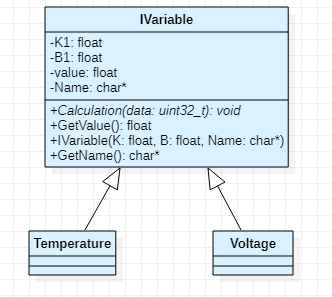 IVariable
-K1: float
-B1: float
-value: float
-Name: char*
+Calculation(data: uint32_t): void
+GetValue(): float
+IVariable(K: float, B: float, Name: char*)
+GetName(): char*
Temperature
Voltage